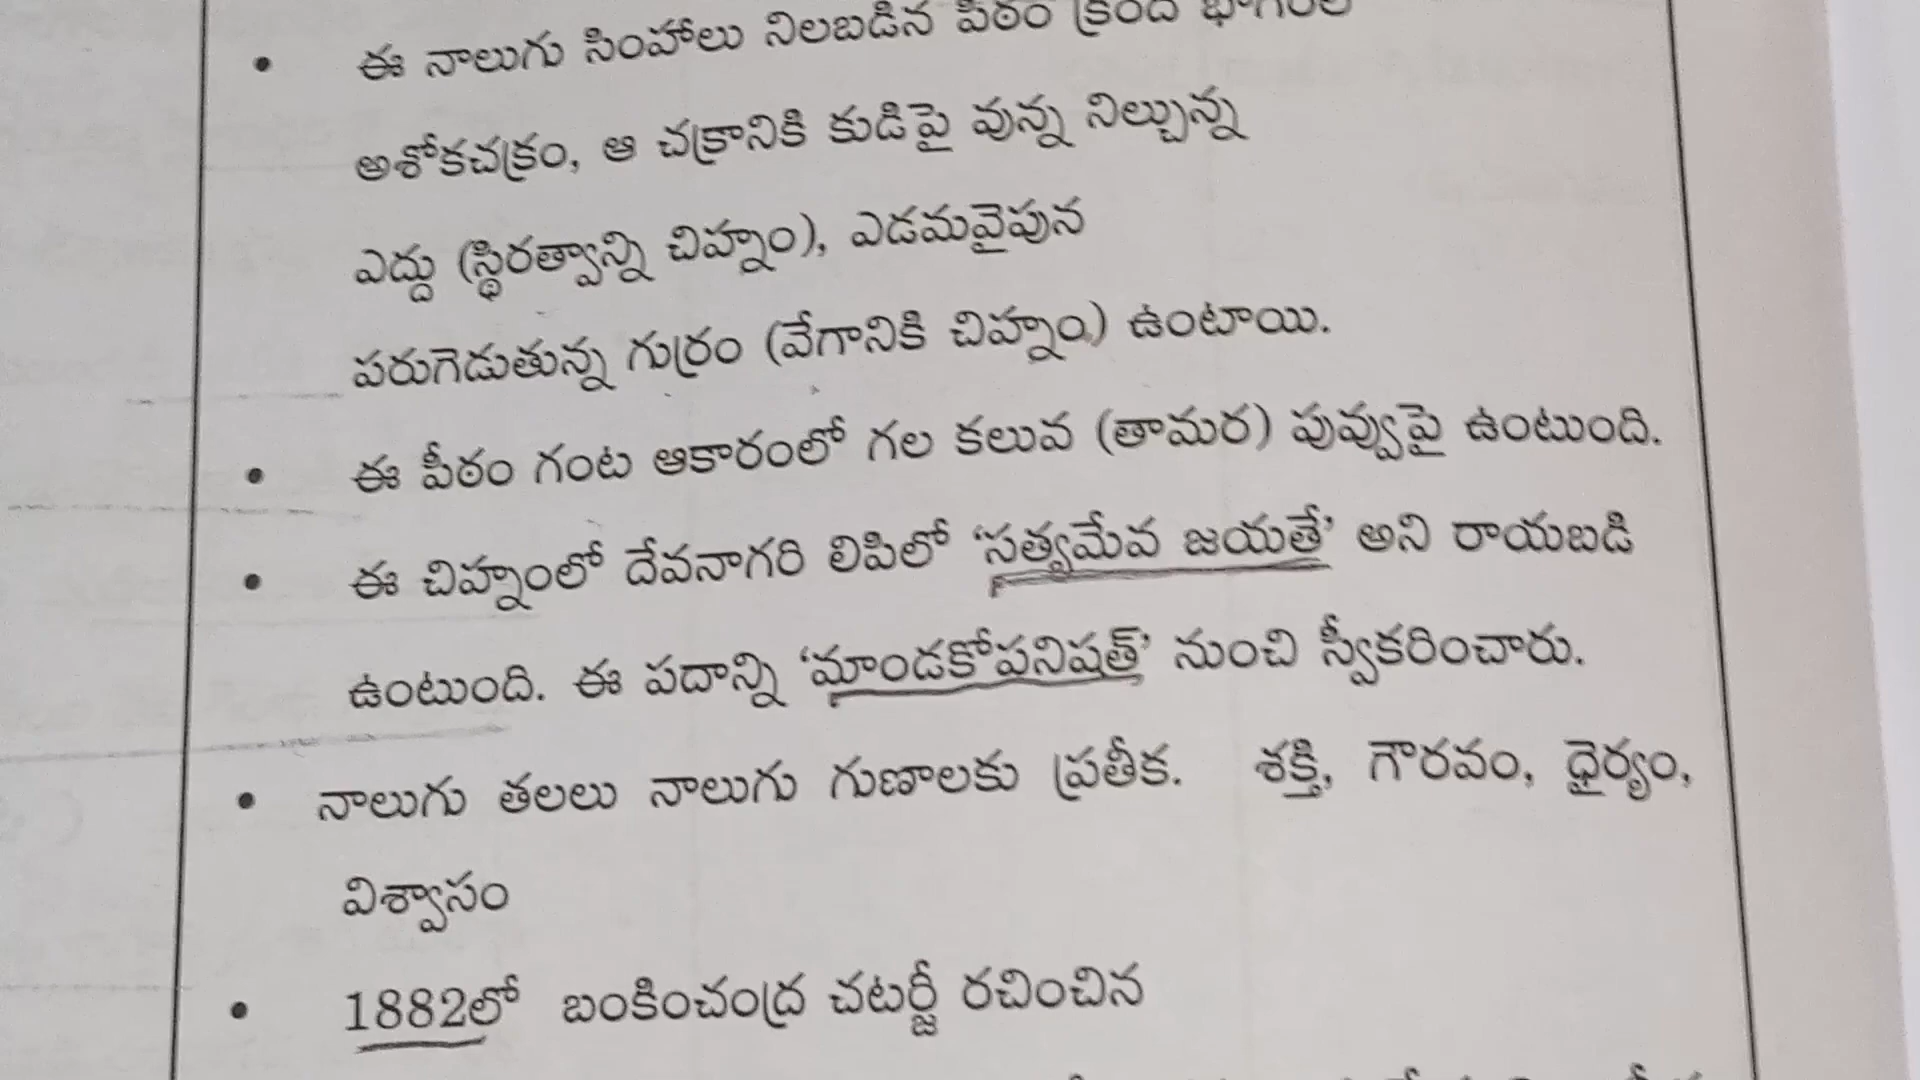 • ఈ నాలుగు సింహాలు నిలబడిన పీఠం క్రింది భాగంలో
అశోకచక్రం, ఆ చక్రానికి కుడిపై వున్న నిల్చున్న
ఎద్దు (స్థిరత్వాన్ని చిహ్నం), ఎడమవైపున
పరుగెడుతున్న గుర్రం (వేగానికి చిహ్నం) ఉంటాయి.
• ఈ పీఠం గంట ఆకారంలో గల కలువ (తామర) పువ్వుపై ఉంటుంది.
• ఈ చిహ్నంలో దేవనాగరి లిపిలో ‘సత్యమేవ జయతే’ అని రాయబడి
ఉంటుంది. ఈ పదాన్ని ‘మాండకోపనిషత్’ నుంచి స్వీకరించారు.
• నాలుగు తలలు నాలుగు గుణాలకు ప్రతీక. శక్తి, గౌరవం, ధైర్యం,
విశ్వాసం
• 1882లో బంకించంద్ర చటర్జీ రచించిన